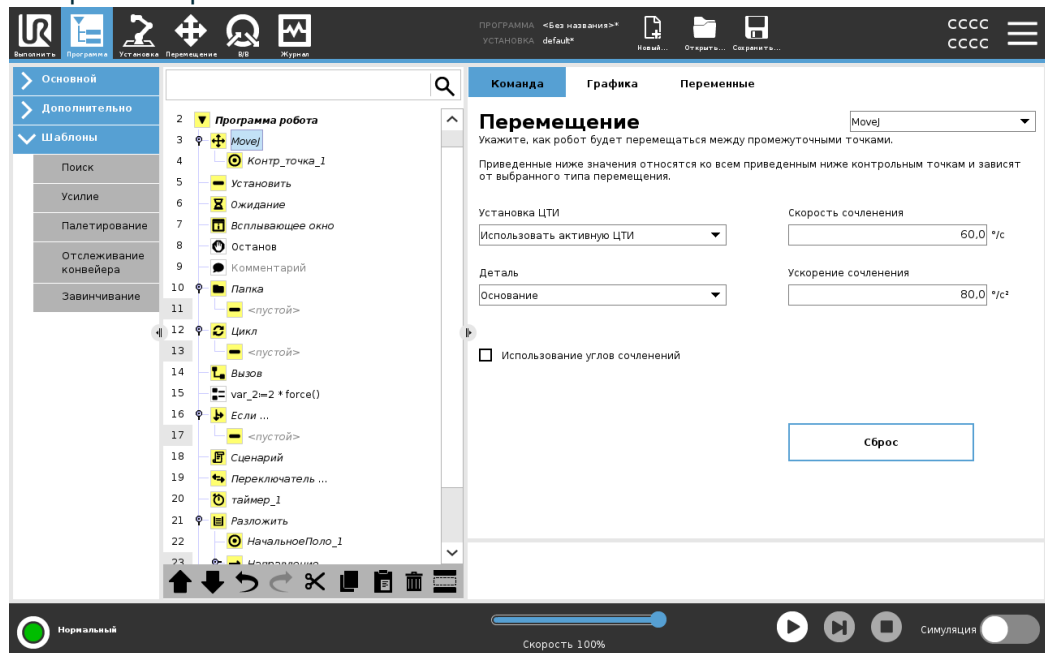 ПРОГРАММА <Без названия>*
УСТАНОВКА default*
Выполнить Программа Установка Перемещение В/В Журнал
Новый... Открыть... Сохранить...
CCCC
CCCC
Основной
Дополнительно
Шаблоны
Поиск
Усилие
Палетирование
Отслеживание
конвейера
Завинчивание
2 Программа робота
3 MoveJ
4 Контр_точка_1
5 Установить
6 Ожидание
7 Всплывающее окно
8 Останов
9 Комментарий
10 Папка
11 <пустой>
12 Цикл
13 <пустой>
14 Вызов
15 var_2≔2 * force()
16 Если ...
17 <пустой>
18 Сценарий
19 Переключатель ...
20 таймер_1
21 Разложить
22 НачальноеПоло_1
23 Направление
Команда Графика Переменные
Перемещение
MoveJ
Укажите, как робот будет перемещаться между промежуточными точками.
Приведенные ниже значения относятся ко всем приведенным ниже контрольным точкам и зависят
от выбранного типа перемещения.
Установка ЦТИ
Использовать активную ЦТИ
Скорость сочленения
60,0 °/с
Деталь
Основание
Ускорение сочленения
80,0 °/с²
Использование углов сочленений
Сброс
Нормальный
Скорость 100%
Симуляция